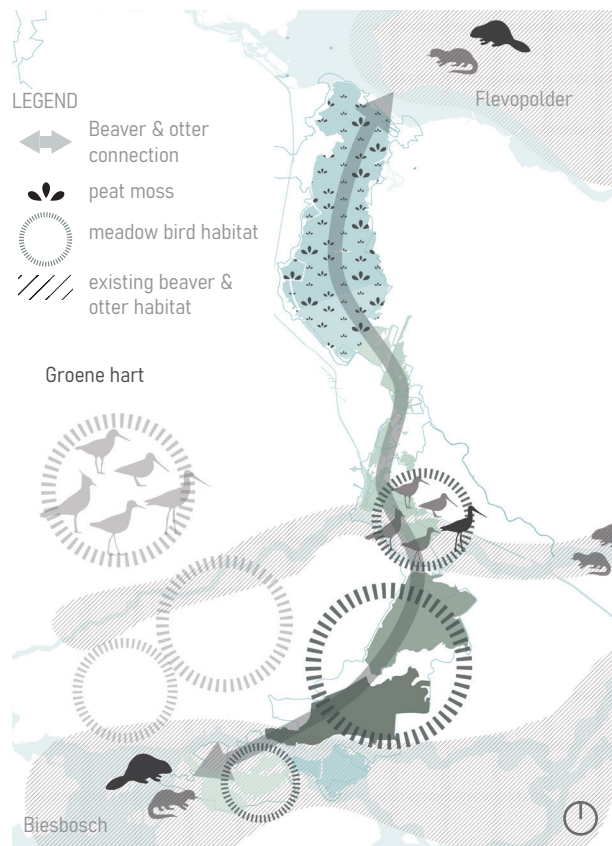 LEGEND
Beaver & otter
connection
peat moss
meadow bird habitat
existing beaver &
otter habitat
Flevopolder
Groene hart
Biesbosch